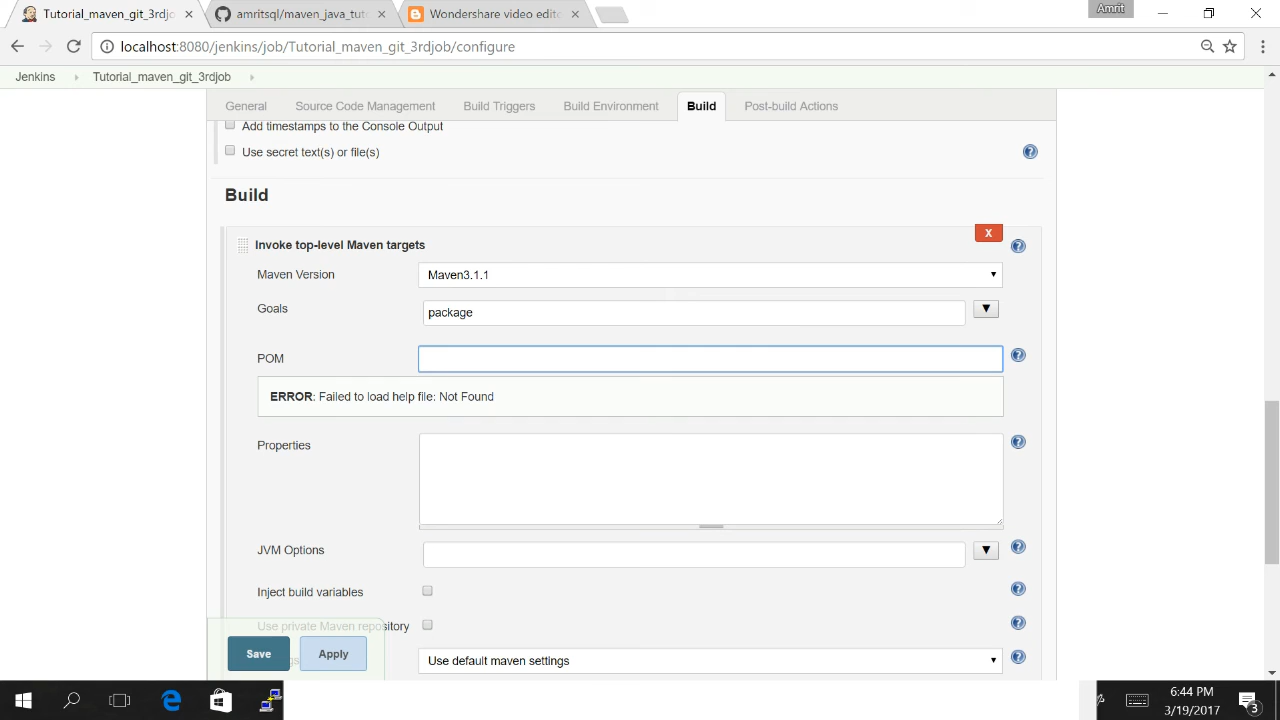 Tutorial_maven_git_3rdjo
amritsql/maven_java_tut
Wondershare video edit
Amrit
localhost:8080/jenkins/job/Tutorial_maven_git_3rdjob/configure
Jenkins
Tutorial_maven_git_3rdjob
General
Source Code Management
Build Triggers
Build Environment
Build
Post-build Actions
Add timestamps to the Console Output
Use secret text(s) or file(s)
Build
X
Invoke top-level Maven targets
Maven Version
Maven3.1.1
Goals
package
POM
ERROR: Failed to load help file: Not Found
Properties
JVM Options
Inject build variables
Use private Maven repository
Save
Apply
Use default maven settings
6:44 PM
3/19/2017
3